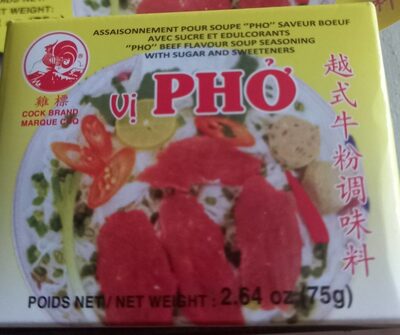 ASSAISONNEMENT POUR SOUPE "PHO" SAVEUR BOEUF
AVEC SUCRE ET EDULCORANTS
"PHO" BEEF FLAVOUR SOUP SEASONING
WITH SUGAR AND SWEETENERS
雞標
COCK BRAND
MARQUE COQ
Vị PHỞ
越式牛粉调味料
POIDS NET/ NET WEIGHT : 2.64 oz (75g)